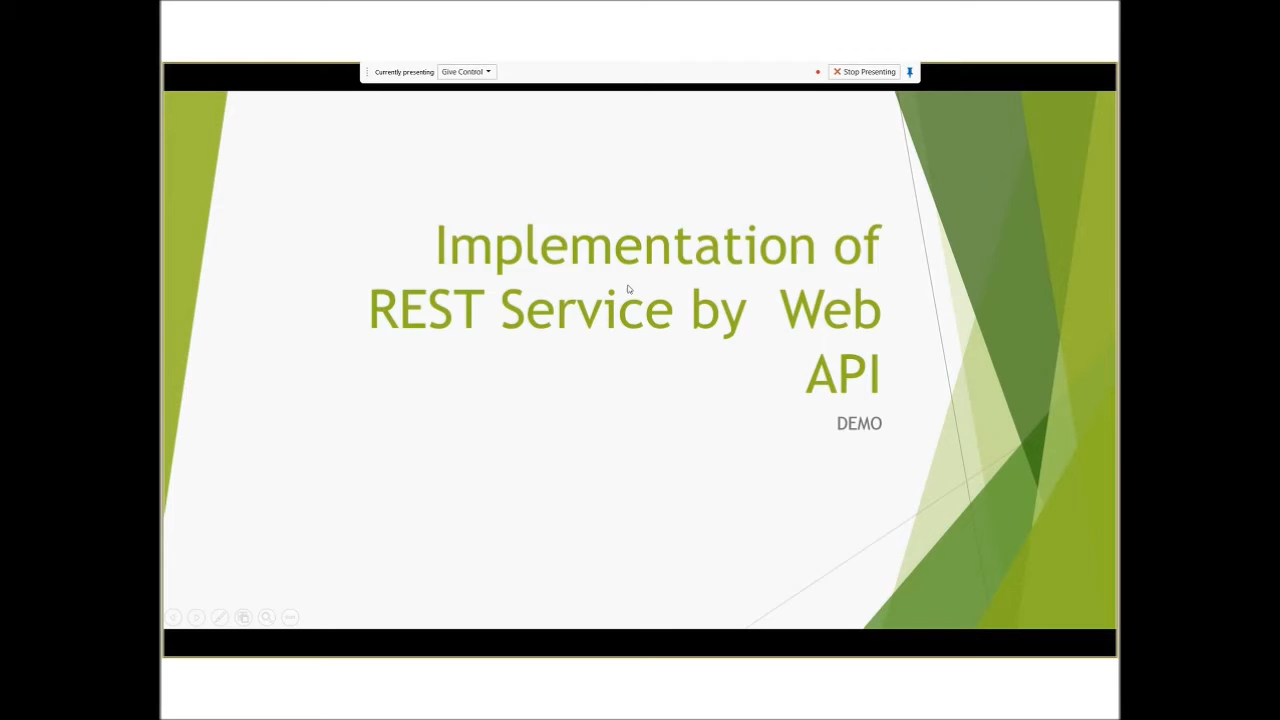 Currently presenting Give Control Stop Presenting
Implementation of
REST Service by  Web
API
DEMO